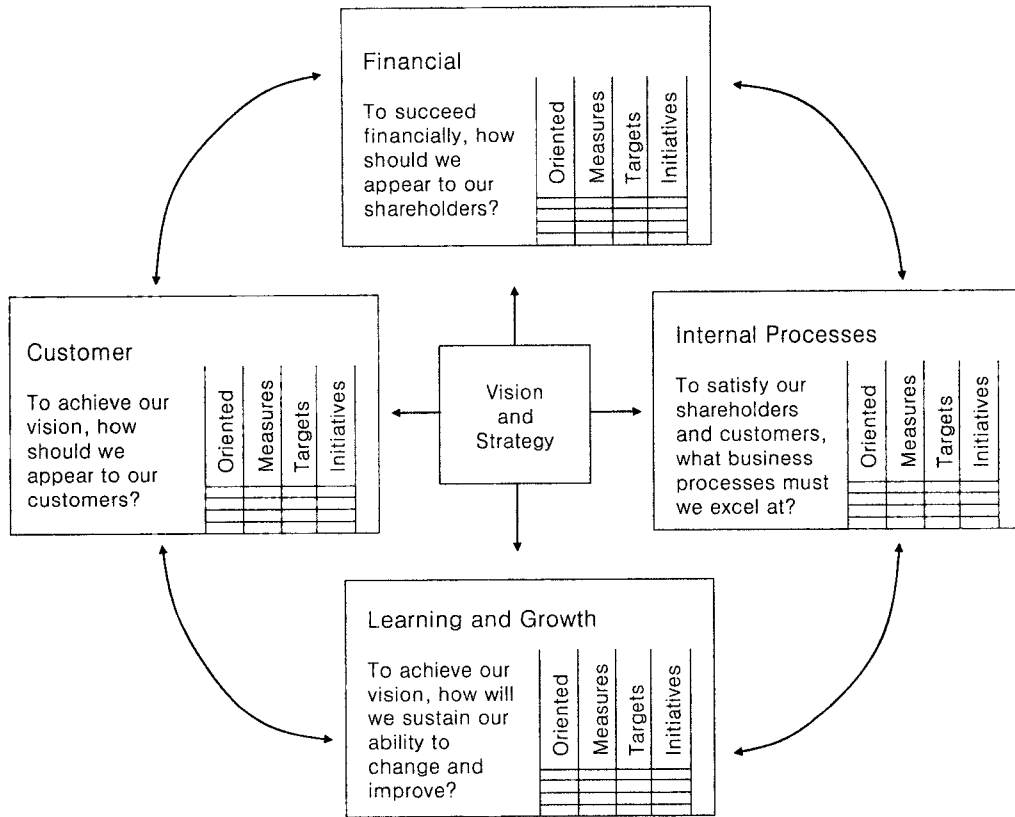 Financial
To succeed
financially, how
should we
appear to our
shareholders?
Oriented
Measures
Targets
Initiatives
Customer
To achieve our
vision, how
should we
appear to our
customers?
Oriented
Measures
Targets
Initiatives
Vision
and
Strategy
Internal Processes
To satisfy our
shareholders
and customers,
what business
processes must
we excel at?
Oriented
Measures
Targets
Initiatives
Learning and Growth
To achieve our
vision, how will
we sustain our
ability to
change and
improve?
Oriented
Measures
Targets
Initiatives